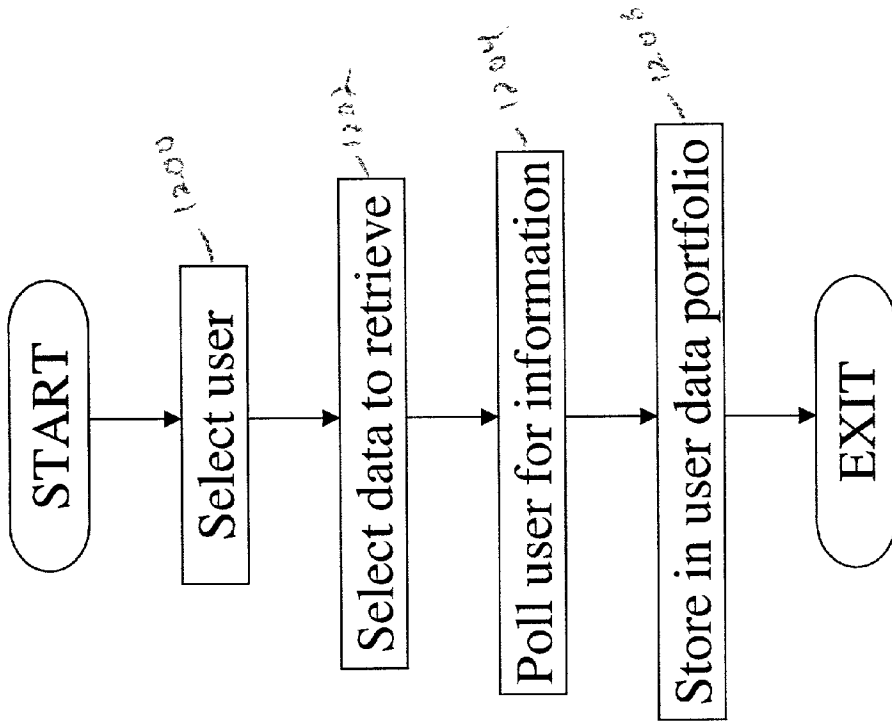 START
Select user
1200
Select data to retrieve
1202
Poll user for information
1204
Store in user data portfolio
EXIT